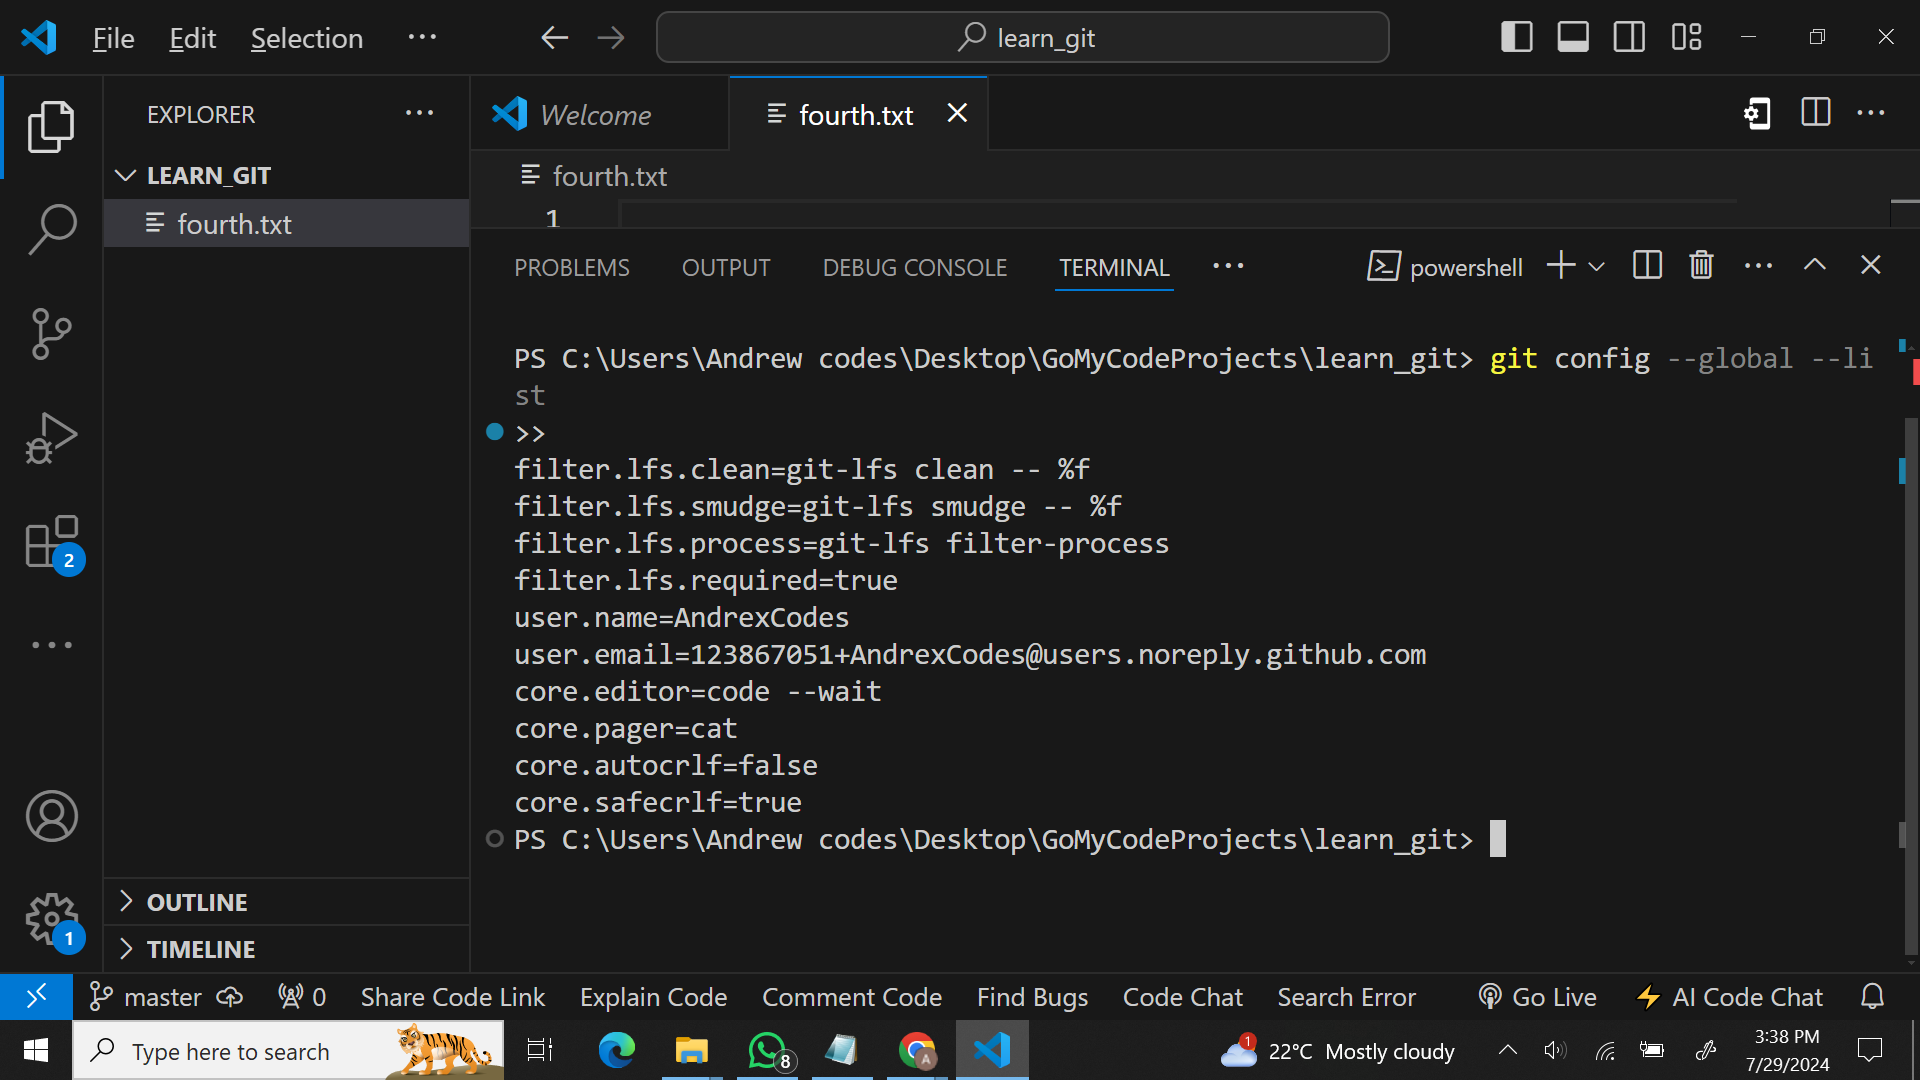 File Edit Selection ··· learn_git
EXPLORER ···
LEARN_GIT
fourth.txt
Welcome fourth.txt
fourth.txt
1
PROBLEMS OUTPUT DEBUG CONSOLE TERMINAL ··· powershell
PS C:\Users\Andrew codes\Desktop\GoMyCodeProjects\learn_git> git config --global --li
st
>>
filter.lfs.clean=git-lfs clean -- %f
filter.lfs.smudge=git-lfs smudge -- %f
filter.lfs.process=git-lfs filter-process
filter.lfs.required=true
user.name=AndrexCodes
user.email=123867051+AndrexCodes@users.noreply.github.com
core.editor=code --wait
core.pager=cat
core.autocrlf=false
core.safecrlf=true
PS C:\Users\Andrew codes\Desktop\GoMyCodeProjects\learn_git>
2
1
OUTLINE
TIMELINE
master 0 Share Code Link Explain Code Comment Code Find Bugs Code Chat Search Error Go Live AI Code Chat
Type here to search 8 A 1 22°C Mostly cloudy 3:38 PM
7/29/2024